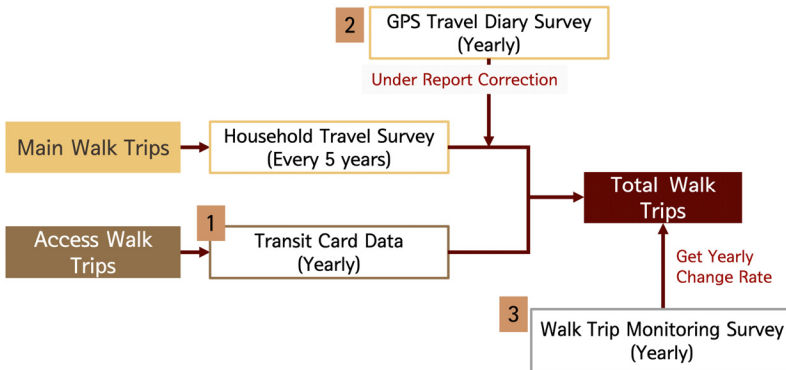 2
GPS Travel Diary Survey
(Yearly)
Under Report Correction
Main Walk Trips
Household Travel Survey
(Every 5 years)
Total Walk
Trips
1
Access Walk
Trips
Transit Card Data
(Yearly)
Get Yearly
Change Rate
3
Walk Trip Monitoring Survey
(Yearly)